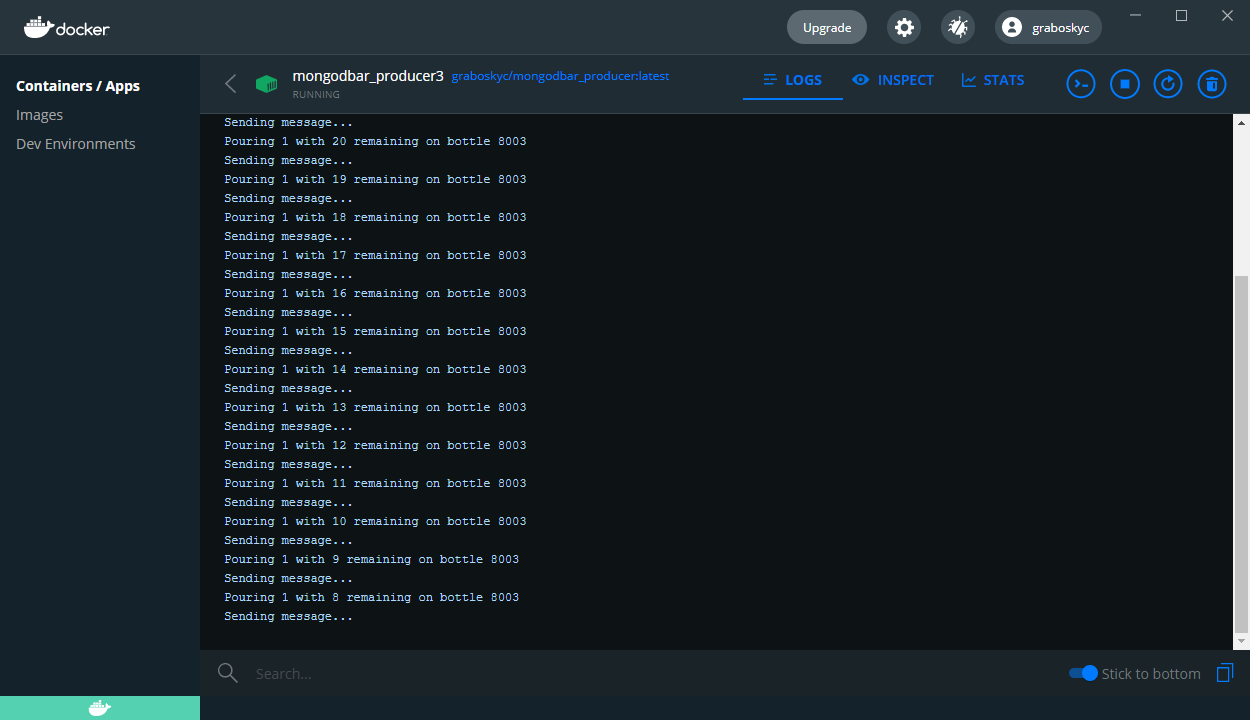 docker
Upgrade
graboskyc
Containers / Apps
Images
Dev Environments
mongodbar_producer3 graboskyc/mongodbar_producer:latest
RUNNING
LOGS
INSPECT
STATS
Sending message...
Pouring 1 with 20 remaining on bottle 8003
Sending message...
Pouring 1 with 19 remaining on bottle 8003
Sending message...
Pouring 1 with 18 remaining on bottle 8003
Sending message...
Pouring 1 with 17 remaining on bottle 8003
Sending message...
Pouring 1 with 16 remaining on bottle 8003
Sending message...
Pouring 1 with 15 remaining on bottle 8003
Sending message...
Pouring 1 with 14 remaining on bottle 8003
Sending message...
Pouring 1 with 13 remaining on bottle 8003
Sending message...
Pouring 1 with 12 remaining on bottle 8003
Sending message...
Pouring 1 with 11 remaining on bottle 8003
Sending message...
Pouring 1 with 10 remaining on bottle 8003
Sending message...
Pouring 1 with 9 remaining on bottle 8003
Sending message...
Pouring 1 with 8 remaining on bottle 8003
Sending message...
Search...
Stick to bottom